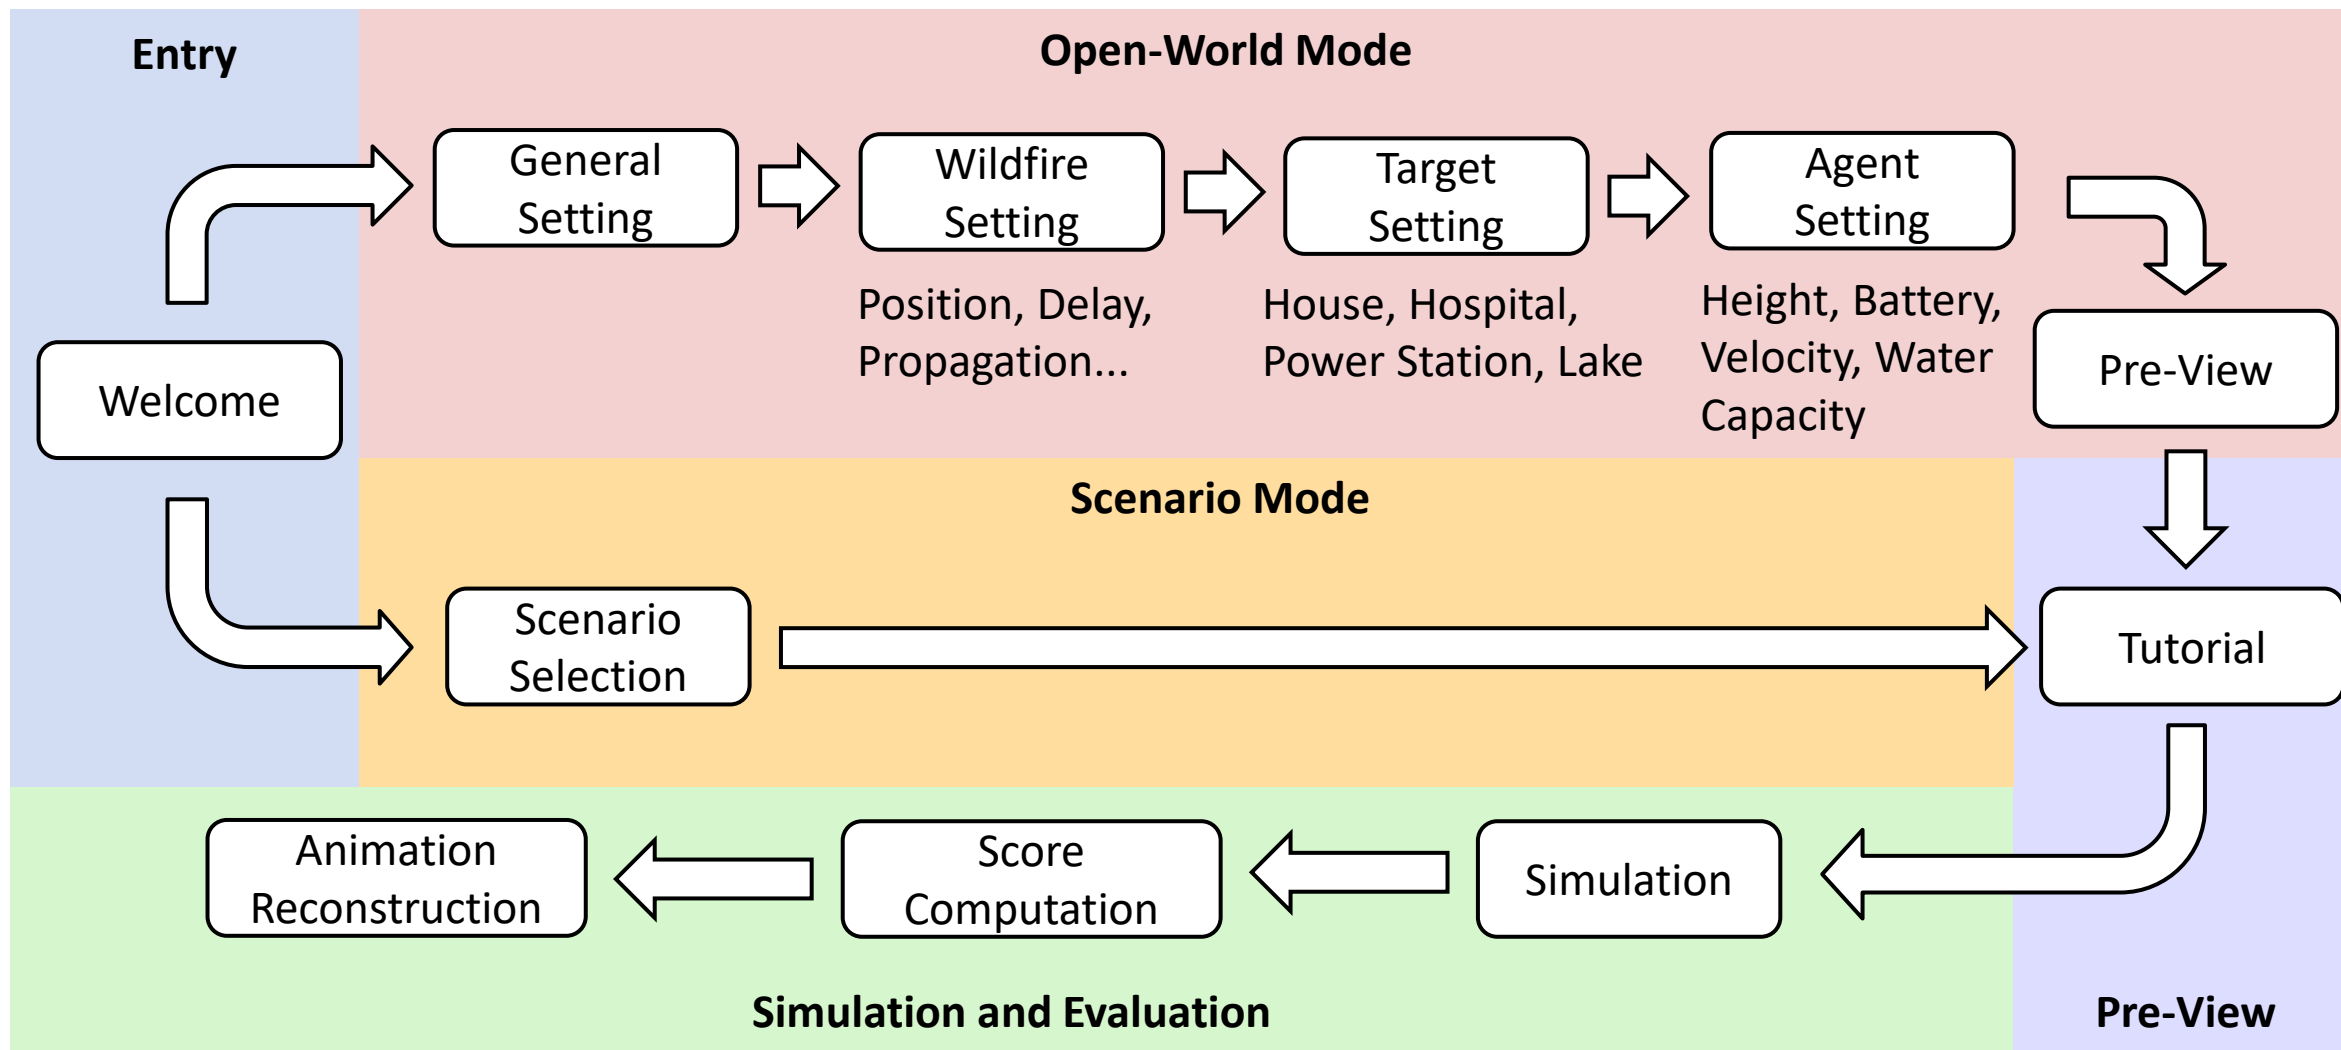 Entry
Open-World Mode
General
Setting
Wildfire
Setting
Target
Setting
Agent
Setting
Position, Delay,
Propagation...
House, Hospital,
Power Station, Lake
Height, Battery,
Velocity, Water
Capacity
Pre-View
Welcome
Scenario Mode
Scenario
Selection
Tutorial
Animation
Reconstruction
Score
Computation
Simulation
Simulation and Evaluation
Pre-View